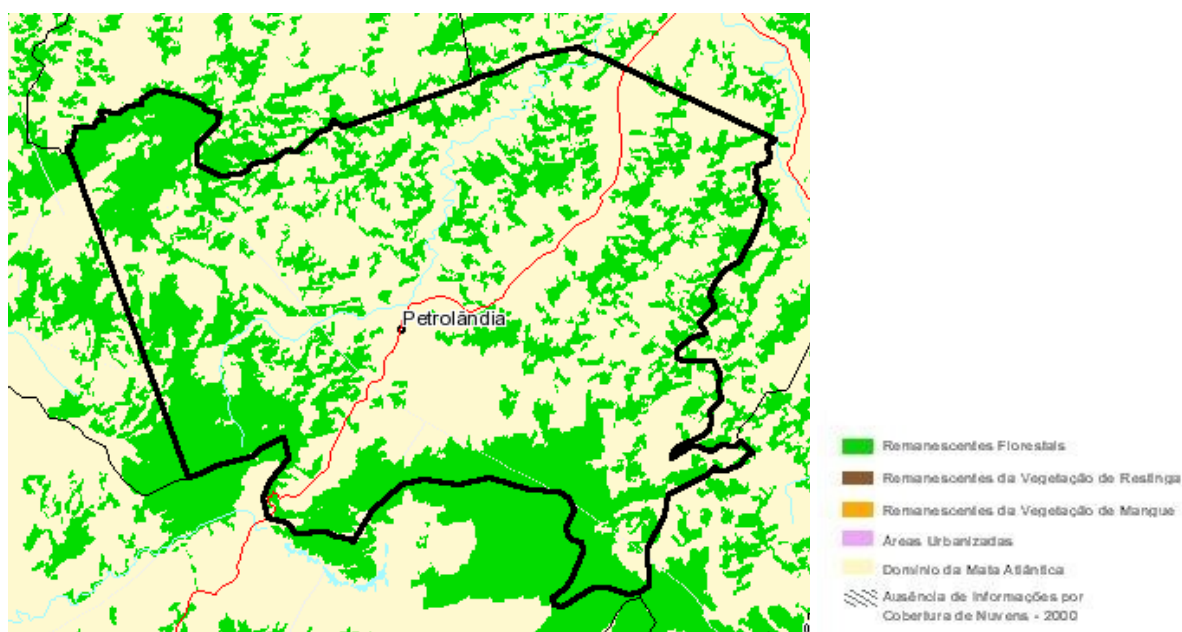 Petrolândia
Remanescentes Florestais
Remanescentes da Vegetação de Restinga
Remanescentes da Vegetação de Mangue
Áreas Urbanizadas
Domínio da Mata Atlântica
Ausência de Informações por
Cobertura de Nuvens - 2000